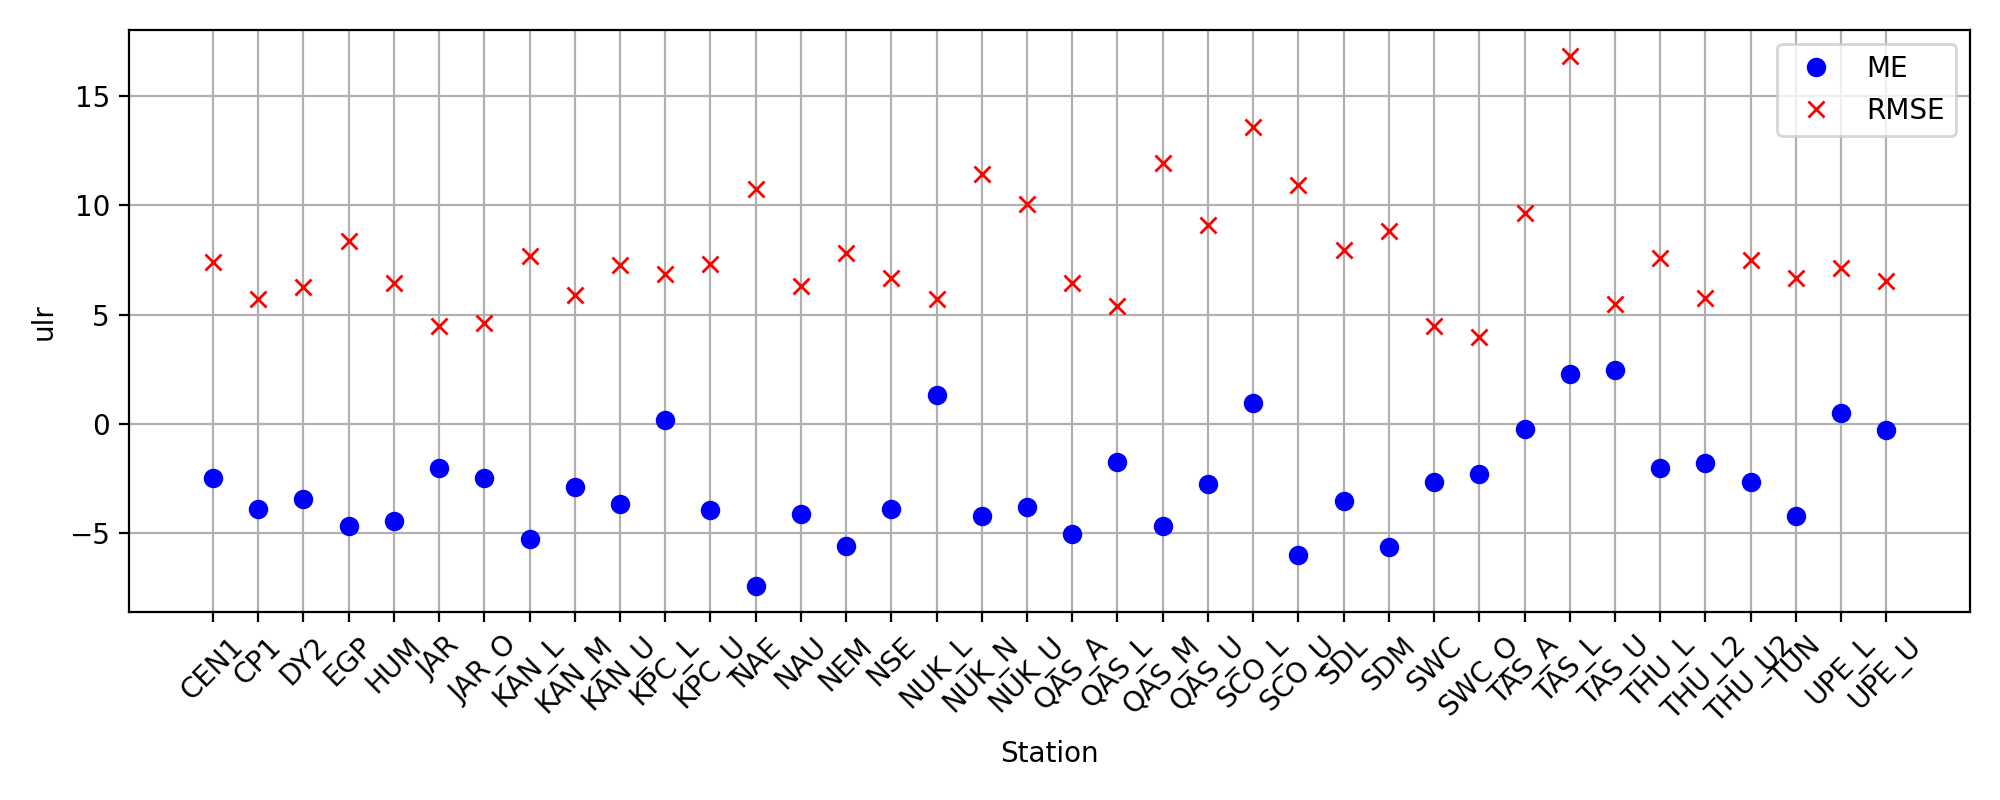 15
10
5
0
−5
ulr
ME
RMSE
CEN1
CP1
DY2
EGP
HUM
JAR
JAR_O
KAN_L
KAN_M
KAN_U
KPC_L
KPC_U
NAE
NAU
NEM
NSE
NUK_L
NUK_N
NUK_U
QAS_A
QAS_L
QAS_M
QAS_U
SCO_L
SCO_U
SDL
SDM
SWC
SWC_O
TAS_A
TAS_L
TAS_U
THU_L
THU_L2
THU_U2
TUN
UPE_L
UPE_U
Station